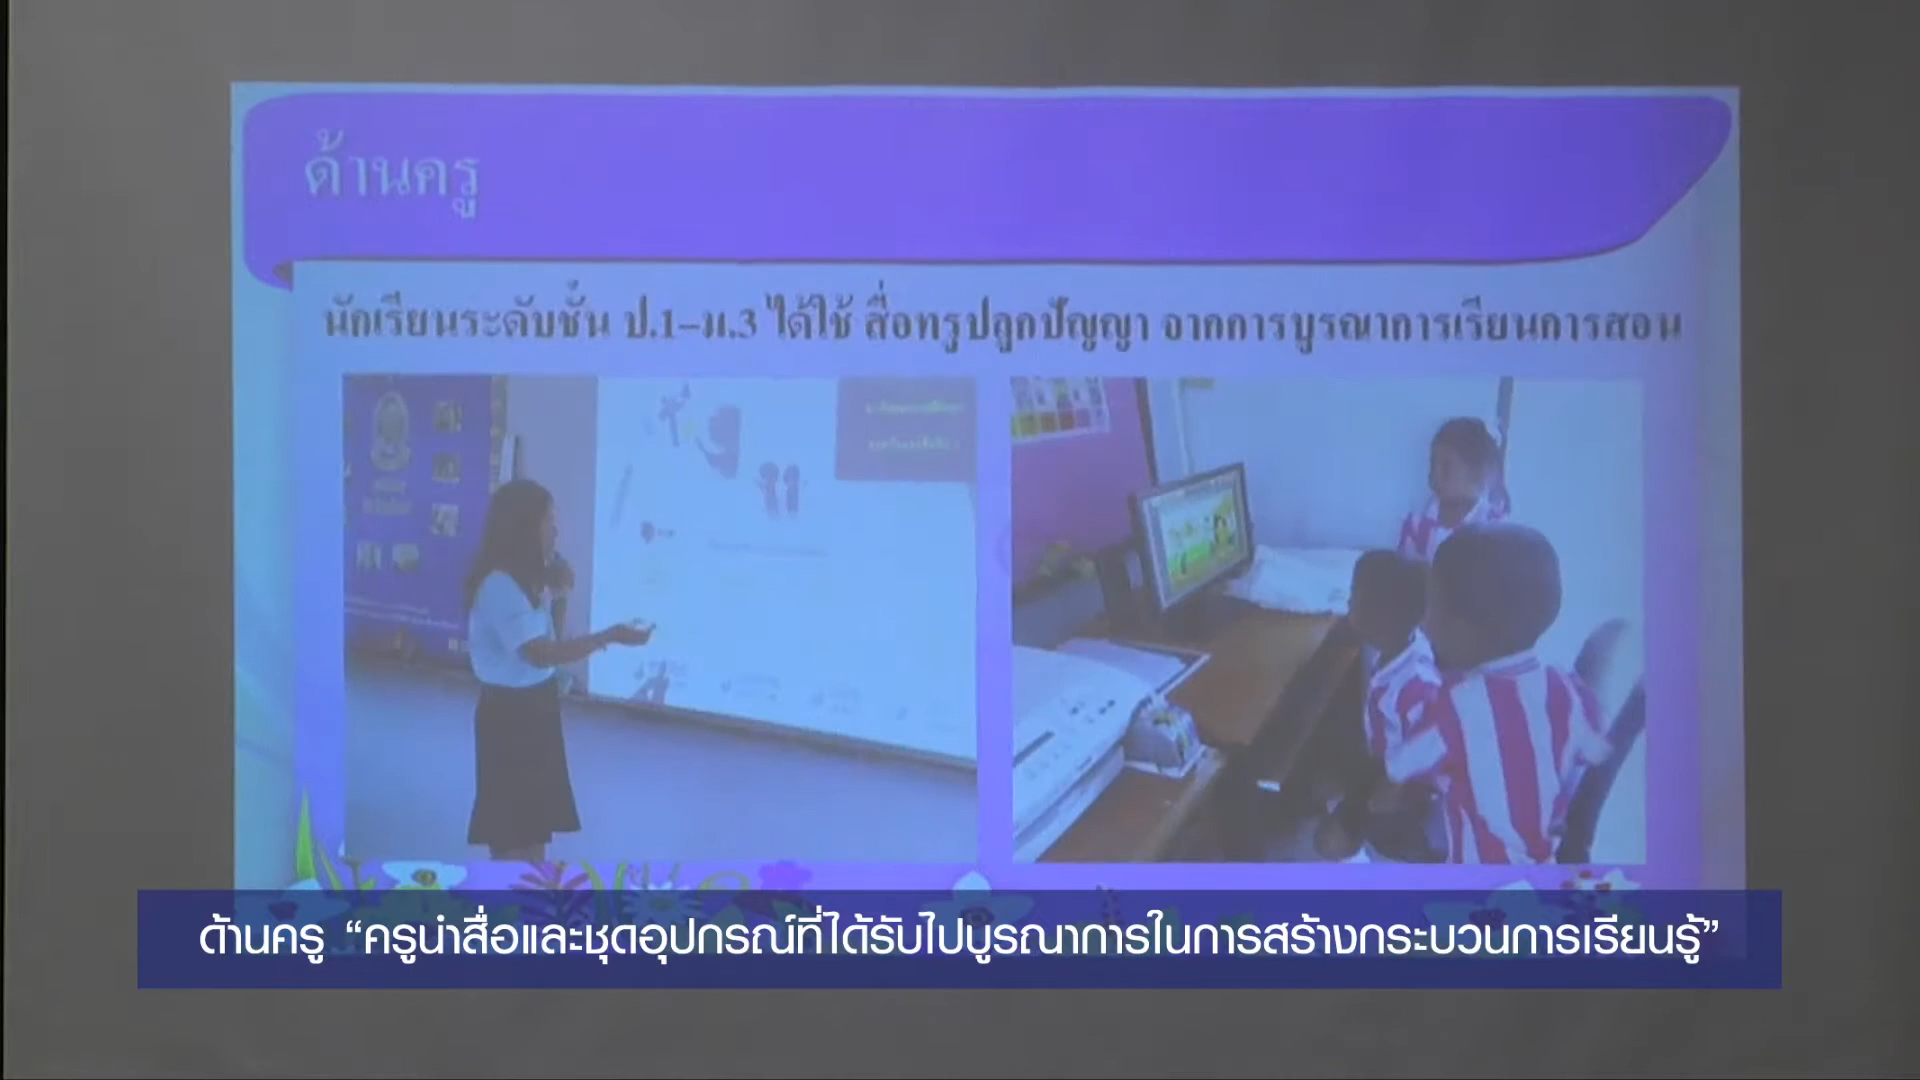 ด้านครู
นักเรียนระดับชั้น ป.1–ม.3 ได้ใช้ สื่อทรูปลูกปัญญา จากการบูรณาการเรียนการสอน
ด้านครู “ครูนำสื่อและชุดอุปกรณ์ที่ได้รับไปบูรณาการในการสร้างกระบวนการเรียนรู้”